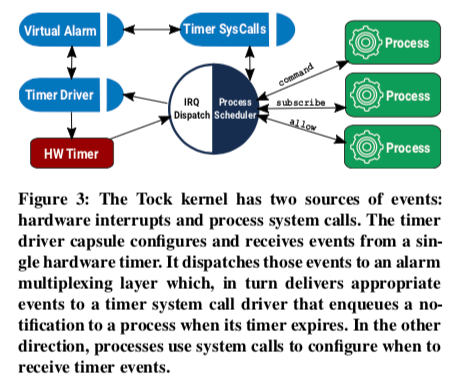 Virtual Alarm
Timer SysCalls
Process
command
Timer Driver
IRQ
Dispatch
Process
Scheduler
subscribe
Process
allow
HW Timer
Process
Figure 3: The Tock kernel has two sources of events:
hardware interrupts and process system calls. The timer
driver capsule configures and receives events from a sin-
gle hardware timer. It dispatches those events to an alarm
multiplexing layer which, in turn delivers appropriate
events to a timer system call driver that enqueues a no-
tification to a process when its timer expires. In the other
direction, processes use system calls to configure when to
receive timer events.